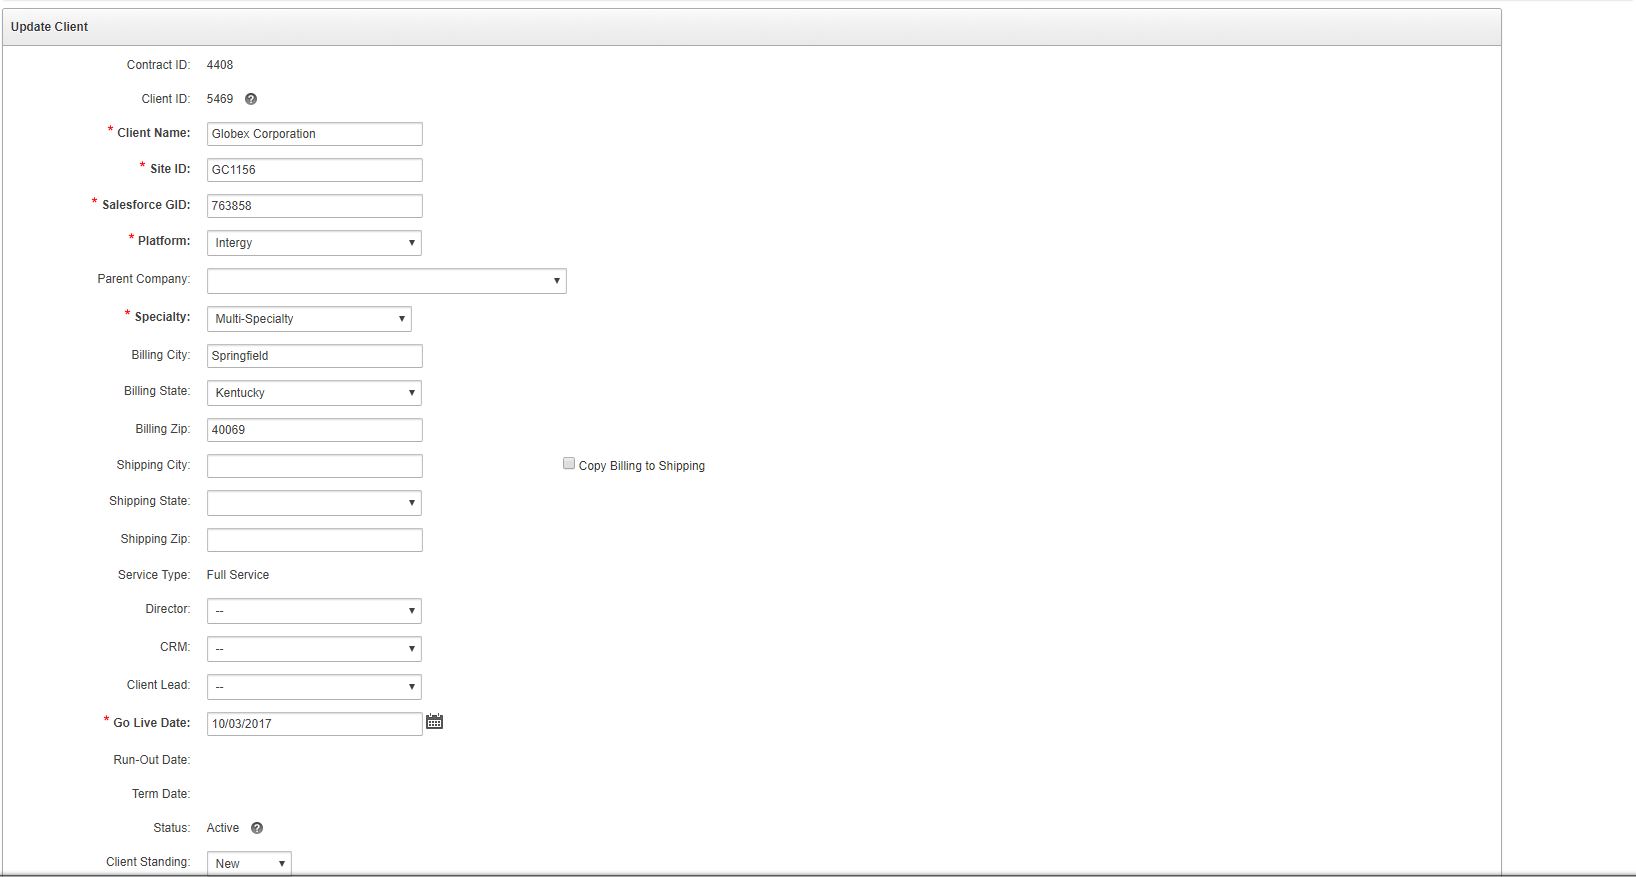 Update Client
Contract ID: 4408
Client ID: 5469 ?
* Client Name: Globex Corporation
* Site ID: GC1156
* Salesforce GID: 763858
* Platform: Intergy
Parent Company:
* Specialty: Multi-Specialty
Billing City: Springfield
Billing State: Kentucky
Billing Zip: 40069
Shipping City: Copy Billing to Shipping
Shipping State:
Shipping Zip:
Service Type: Full Service
Director: --
CRM: --
Client Lead: --
* Go Live Date: 10/03/2017
Run-Out Date:
Term Date:
Status: Active ?
Client Standing: New